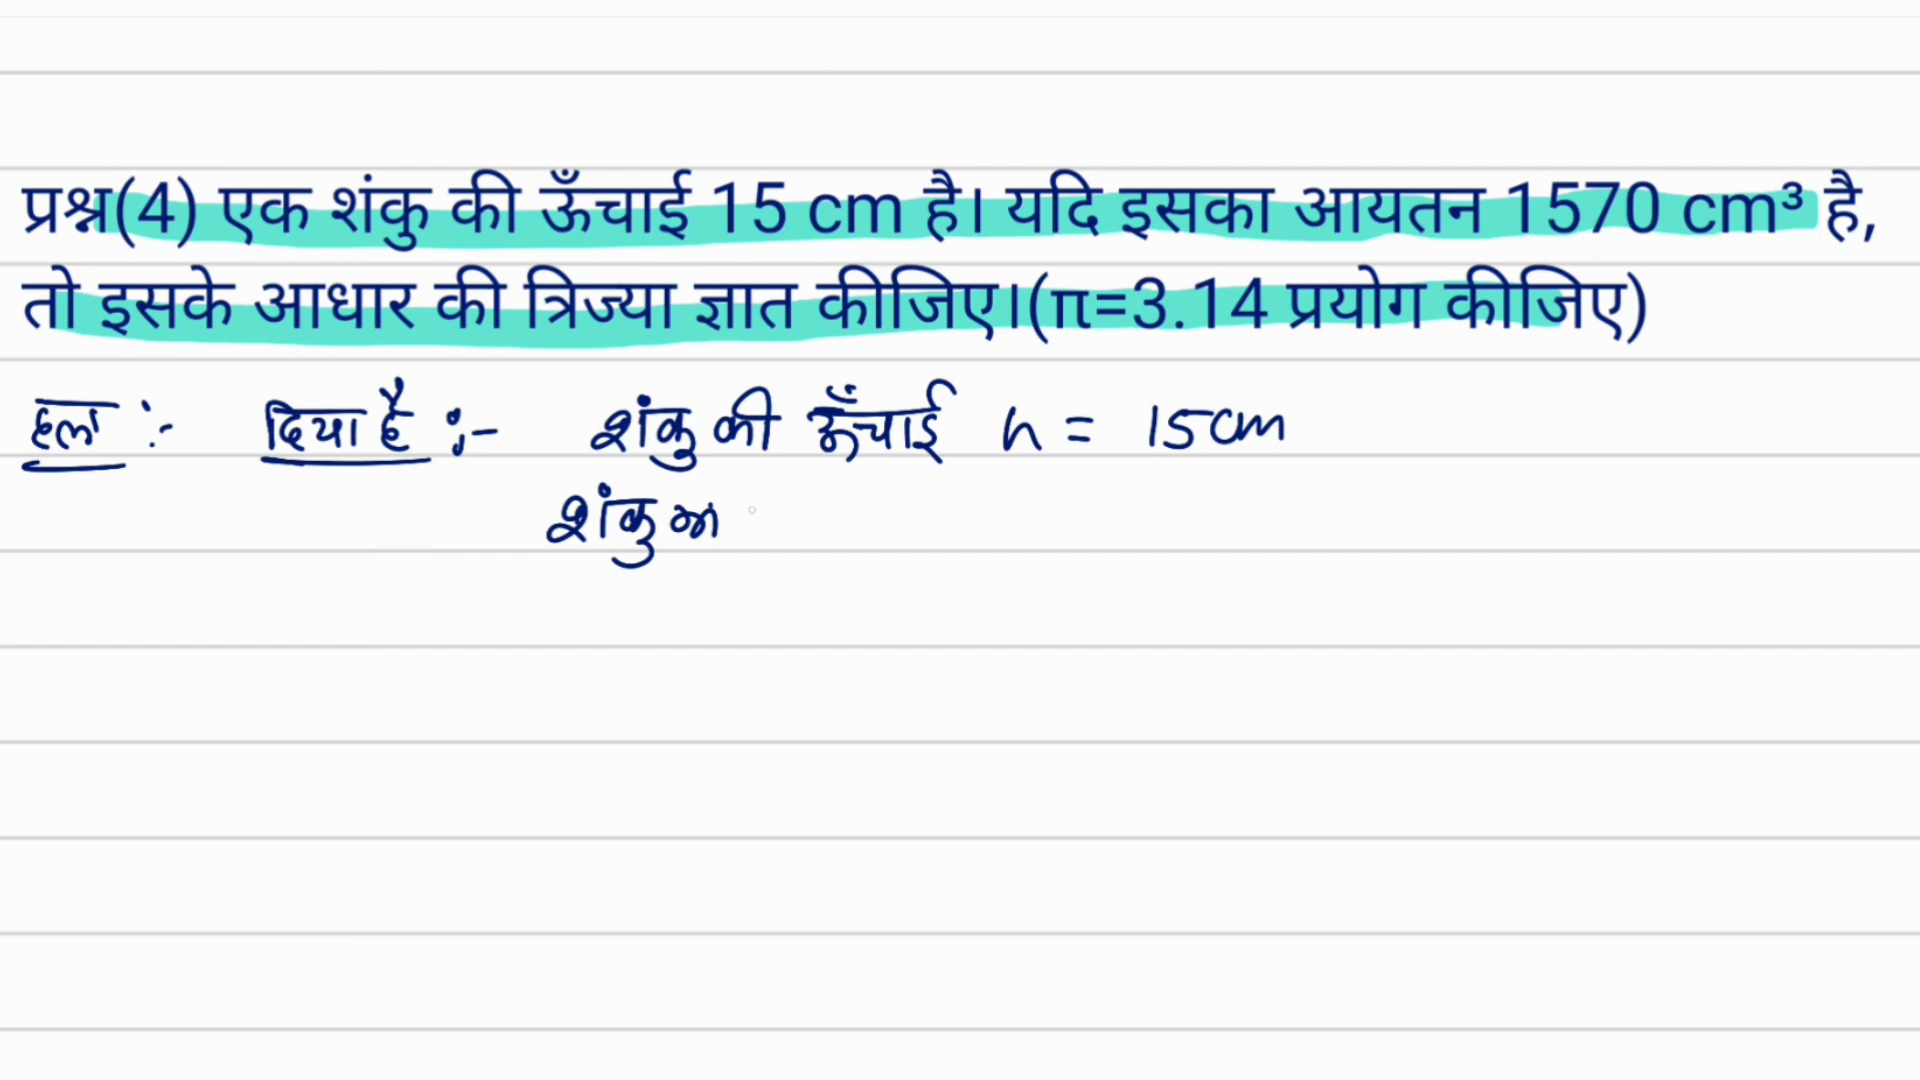 प्रश्न(4) एक शंकु की ऊँचाई 15 cm है। यदि इसका आयतन 1570 cm³ है,
तो इसके आधार की त्रिज्या ज्ञात कीजिए।(π=3.14 प्रयोग कीजिए)
हल :- दिया है :- शंकु की ऊँचाई h = 15cm
शंकु का